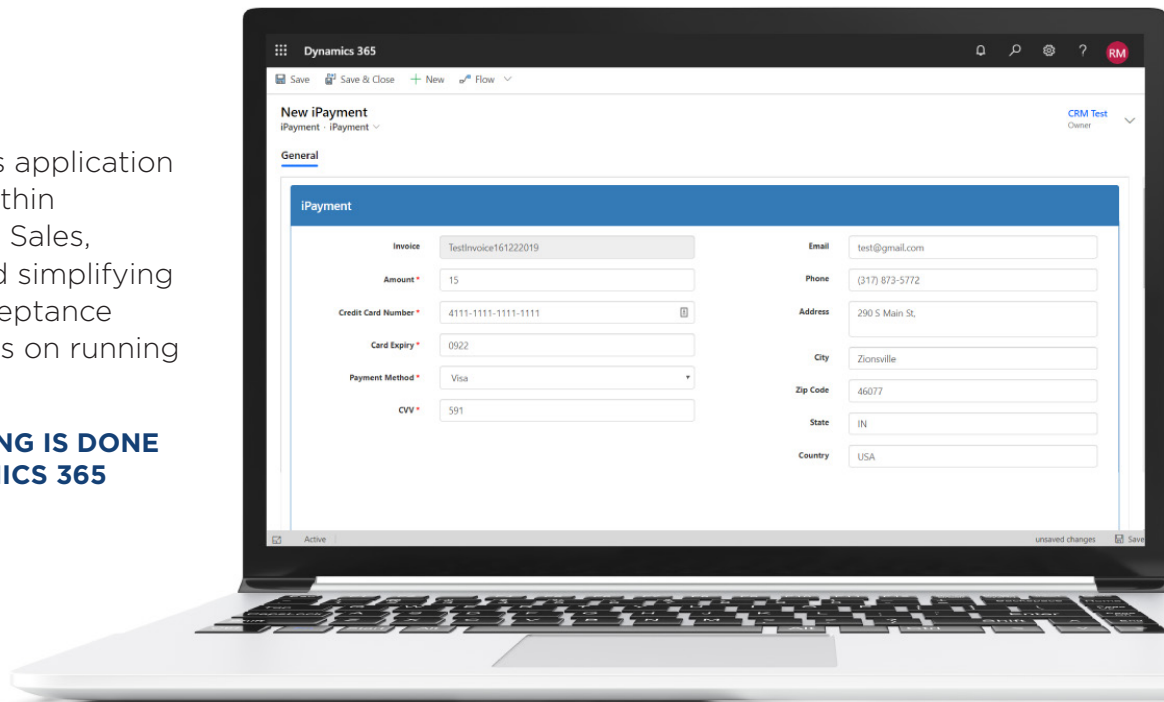 s application
thin
Sales,
d simplifying
eptance
s on running
NG IS DONE
MICS 365
Dynamics 365
? RM
Save Save & Close + New Flow
New iPayment
iPayment · iPayment
CRM Test
Owner
General
iPayment
Invoice TestInvoice161222019
Amount * 15
Credit Card Number * 4111-1111-1111-1111
Card Expiry * 0922
Payment Method * Visa
CVV * 591
Email test@gmail.com
Phone (317) 873-5772
Address 290 S Main St,
City Zionsville
Zip Code 46077
State IN
Country USA
Active
unsaved changes Save